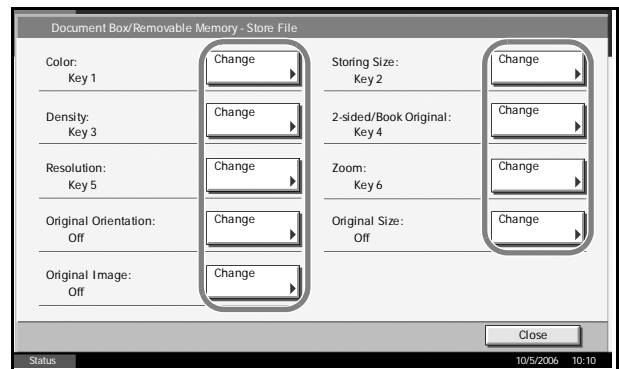 Document Box/Removable Memory - Store File
Color:
Key 1
Change
Storing Size:
Key 2
Change
Density:
Key 3
Change
2-sided/Book Original:
Key 4
Change
Resolution:
Key 5
Change
Zoom:
Key 6
Change
Original Orientation:
Off
Change
Original Size:
Off
Change
Original Image:
Off
Change
Close
Status
10/5/2006 10:10